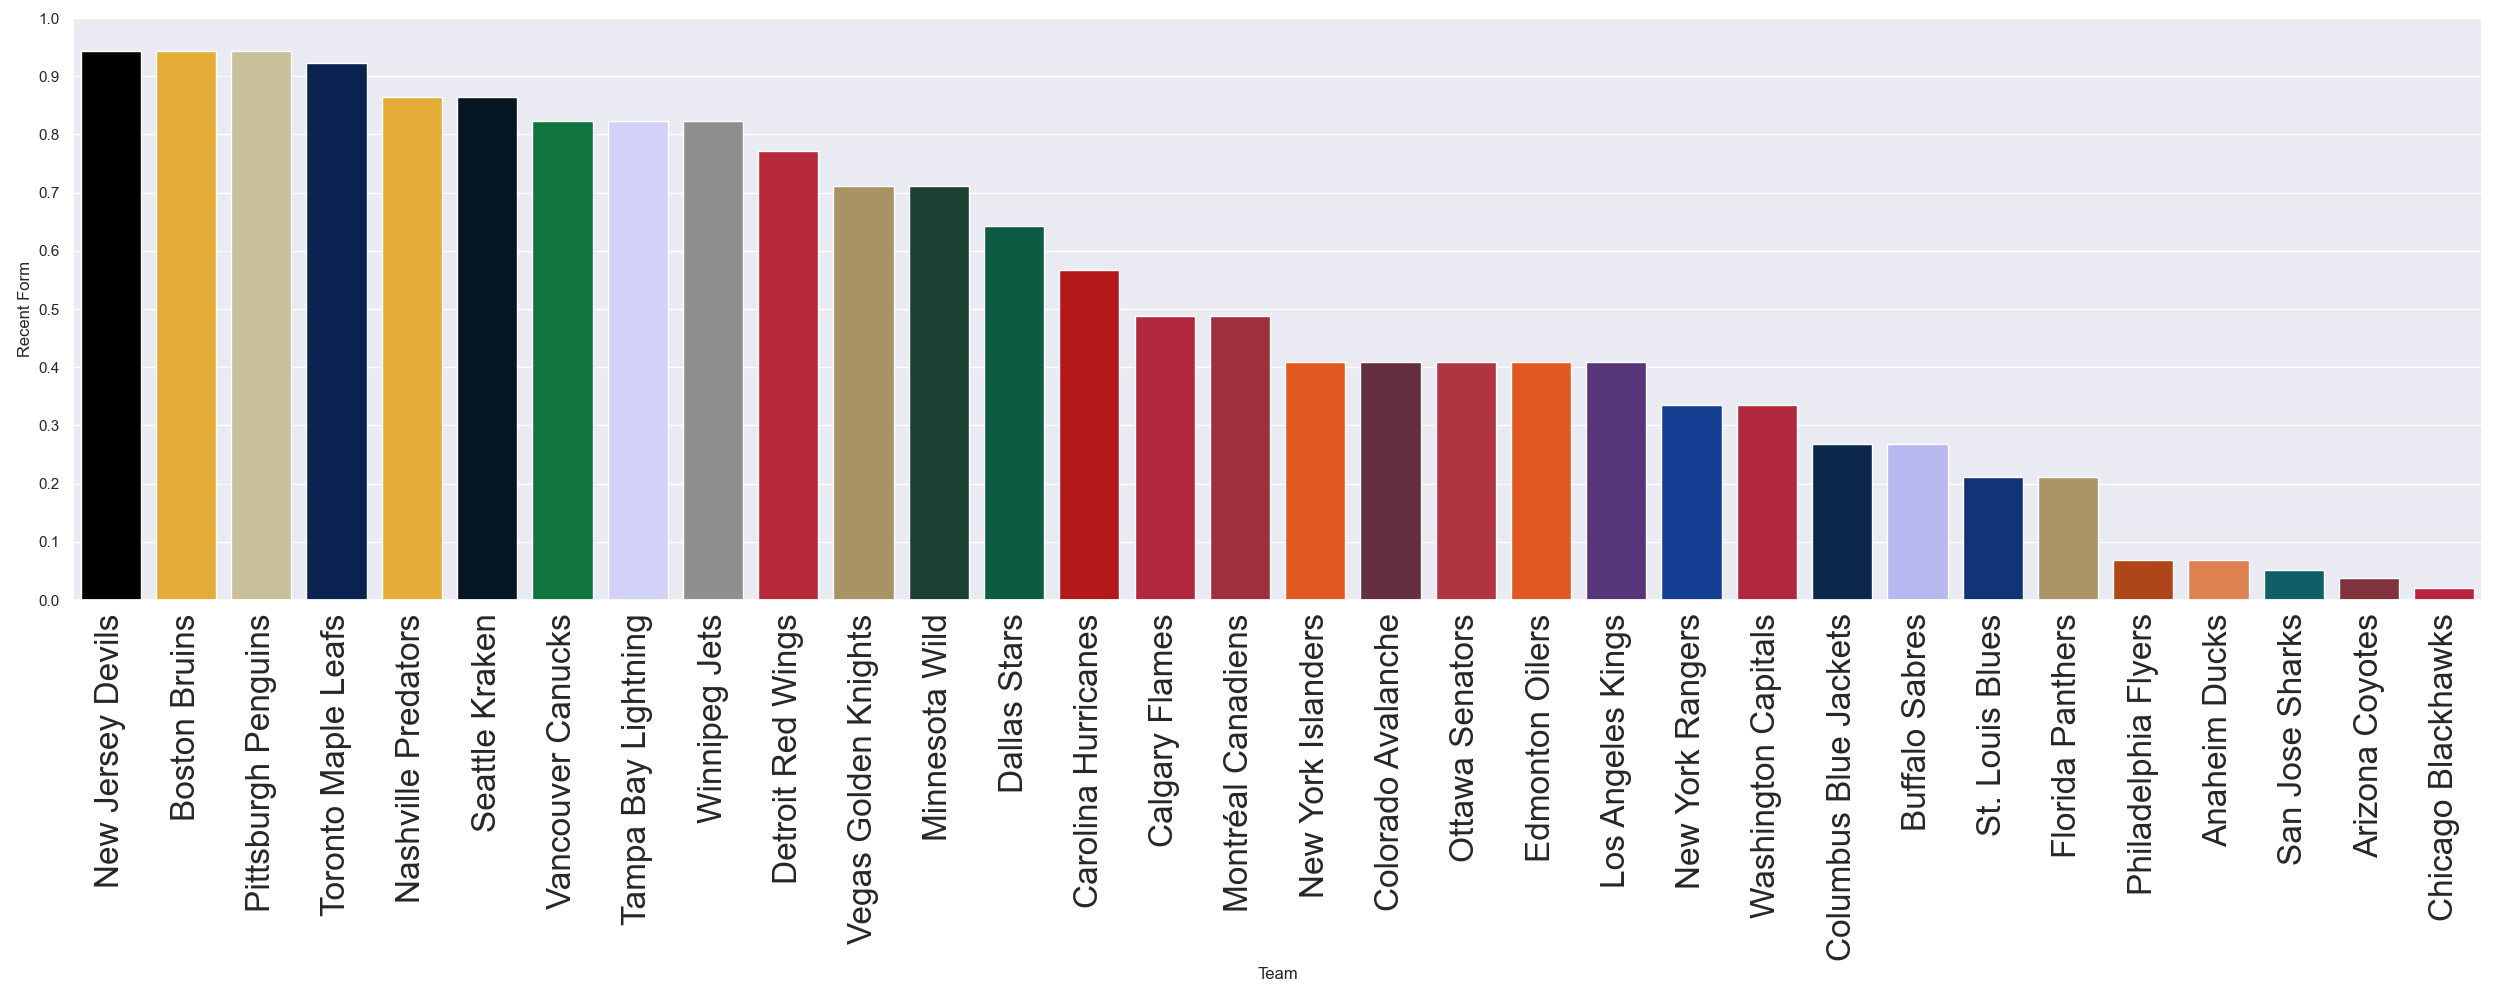 1.0
0.9
0.8
0.7
0.6
0.5
0.4
0.3
0.2
0.1
0.0
Recent Form
New Jersey Devils
Boston Bruins
Pittsburgh Penguins
Toronto Maple Leafs
Nashville Predators
Seattle Kraken
Vancouver Canucks
Tampa Bay Lightning
Winnipeg Jets
Detroit Red Wings
Vegas Golden Knights
Minnesota Wild
Dallas Stars
Carolina Hurricanes
Calgary Flames
Montréal Canadiens
New York Islanders
Colorado Avalanche
Ottawa Senators
Edmonton Oilers
Los Angeles Kings
New York Rangers
Washington Capitals
Columbus Blue Jackets
Buffalo Sabres
St. Louis Blues
Florida Panthers
Philadelphia Flyers
Anaheim Ducks
San Jose Sharks
Arizona Coyotes
Chicago Blackhawks
Team